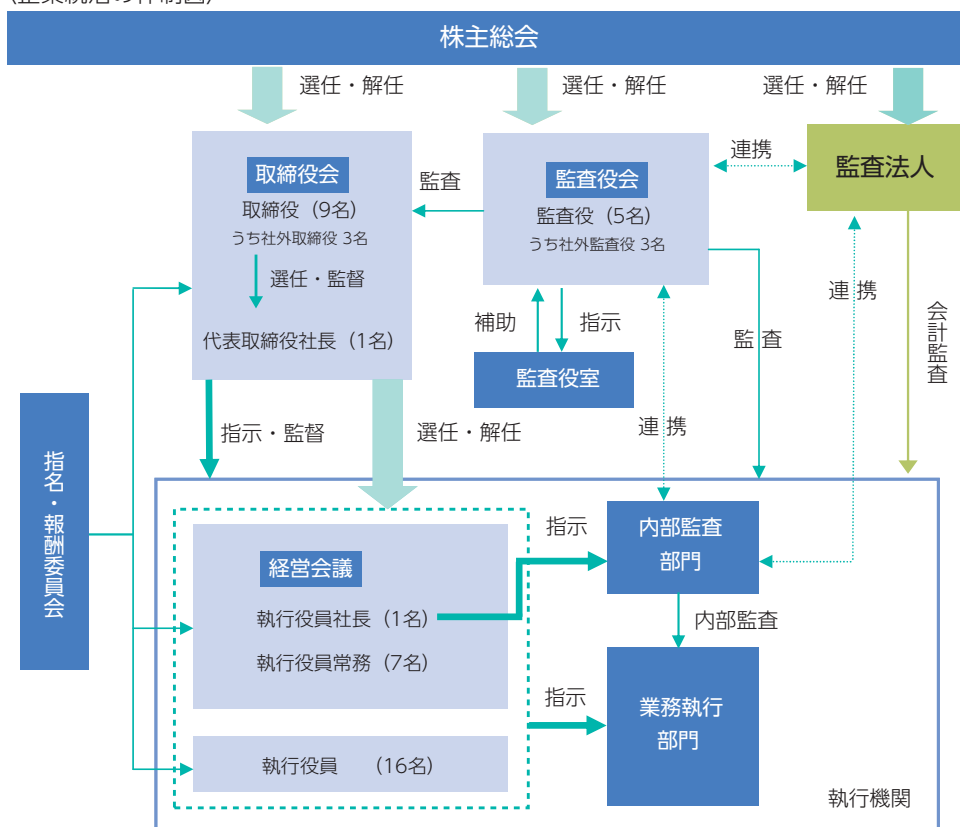 (企業統治の体制図)
株主総会
選任・解任
選任・解任
選任・解任
取締役会
取締役（9名）
うち社外取締役 3名
選任・監督
代表取締役社長（1名）
監査
監査役会
監査役（5名）
うち社外監査役 3名
連携
監査法人
補助
指示
監査役室
連携
監査
連携
会計監査
指示・監督
選任・解任
指名・報酬委員会
経営会議
執行役員社長（1名）
執行役員常務（7名）
執行役員　（16名）
指示
内部監査
部門
内部監査
指示
業務執行
部門
執行機関